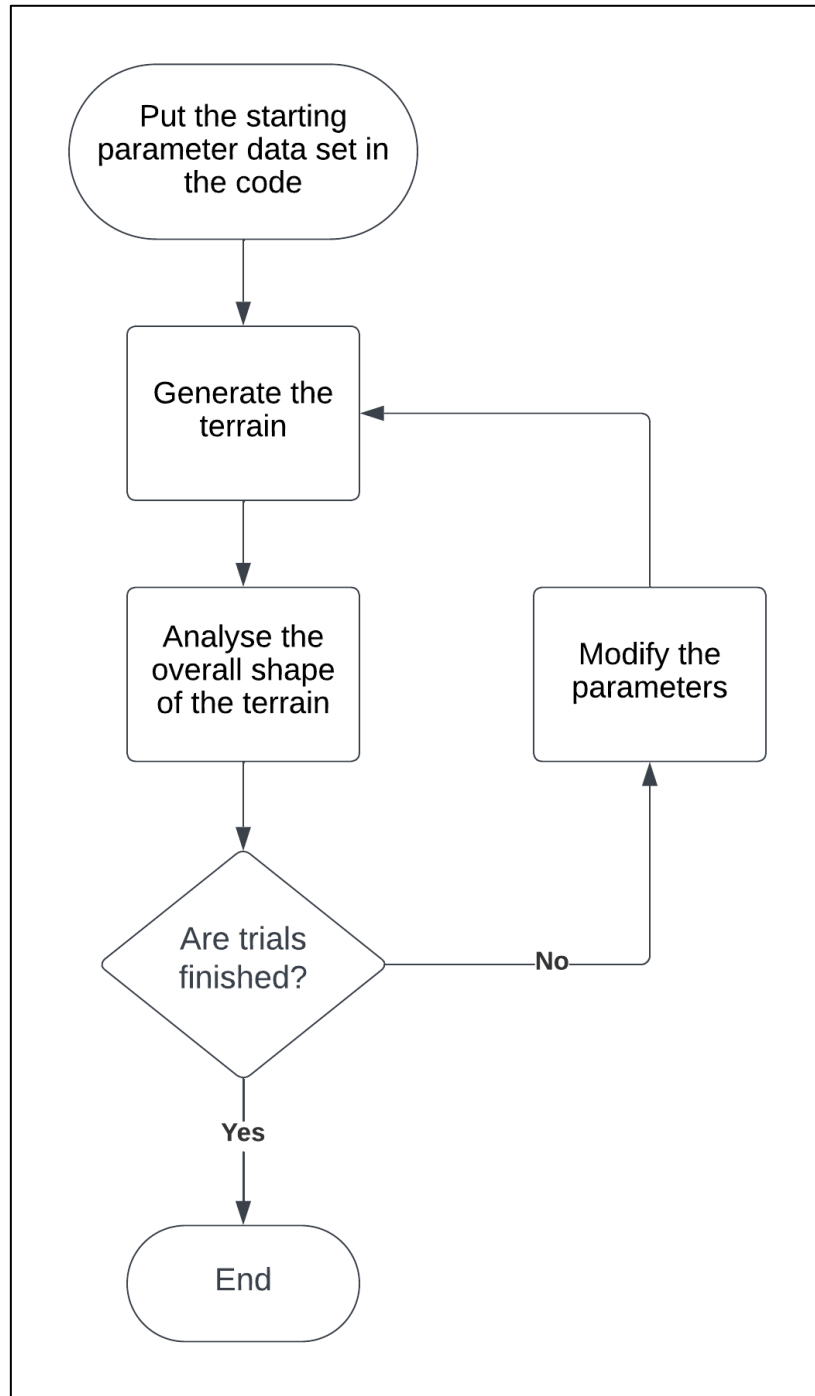 Put the starting
parameter data set in
the code
Generate the
terrain
Analyse the
overall shape
of the terrain
Modify the
parameters
Are trials
finished?
No
Yes
End